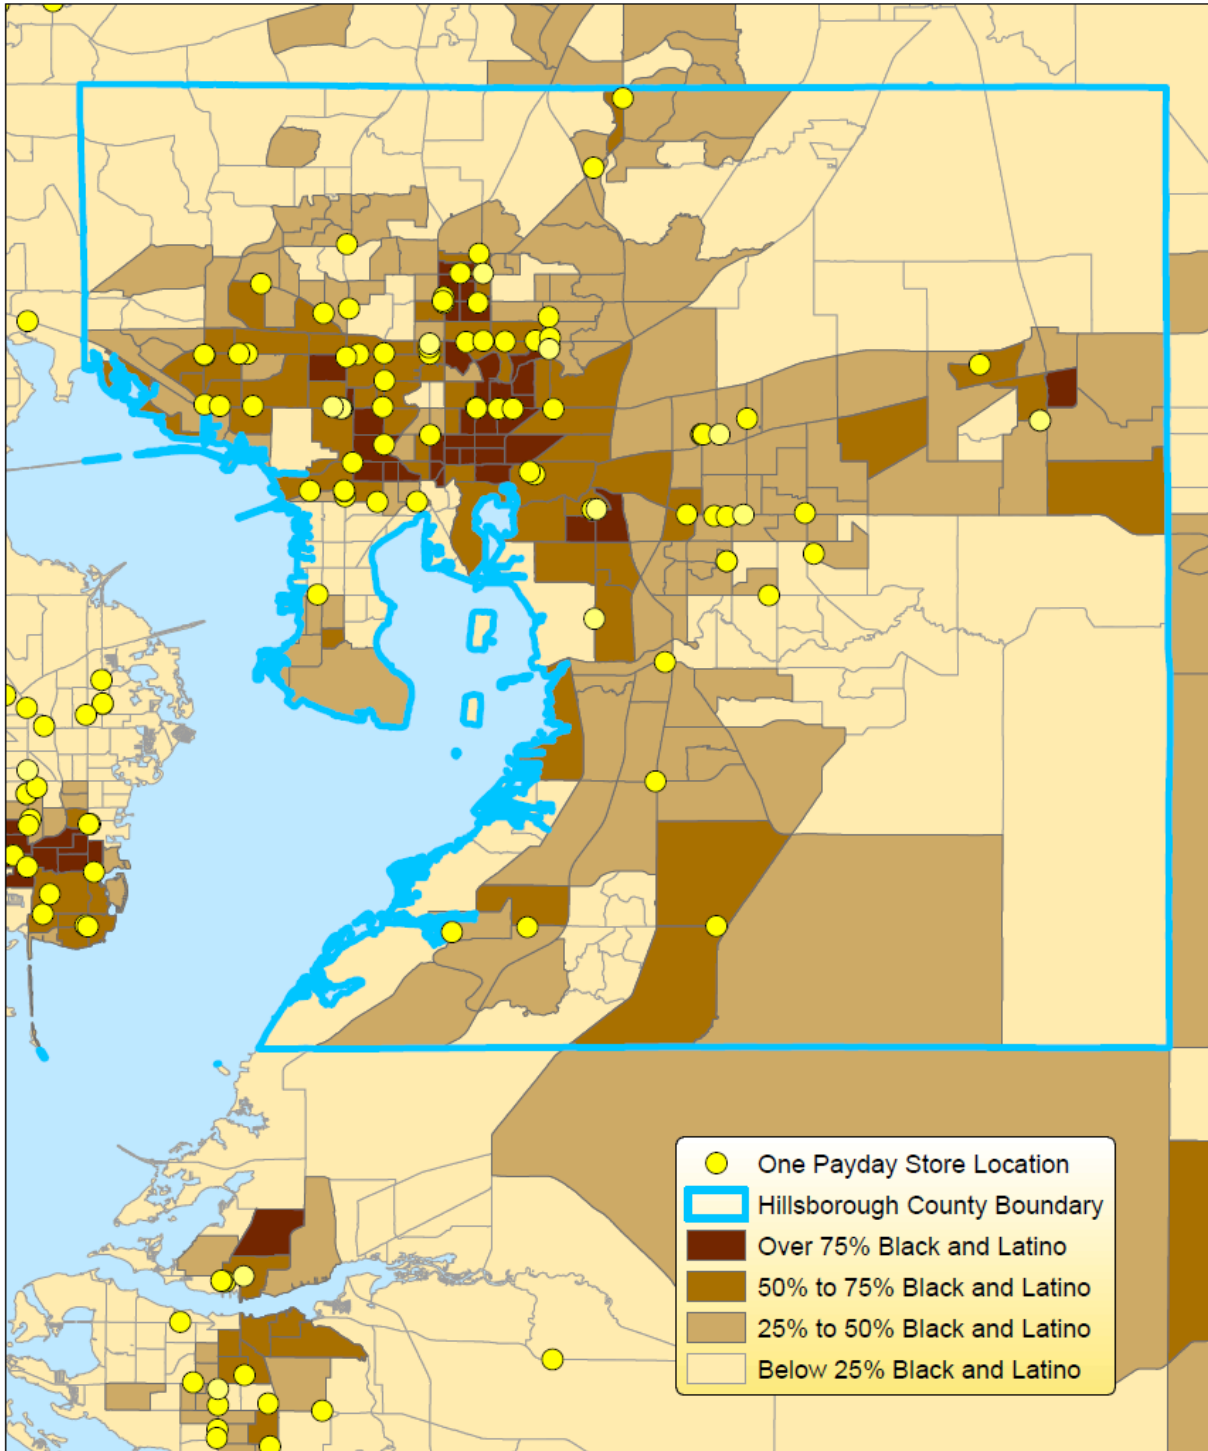 One Payday Store Location
Hillsborough County Boundary
Over 75% Black and Latino
50% to 75% Black and Latino
25% to 50% Black and Latino
Below 25% Black and Latino